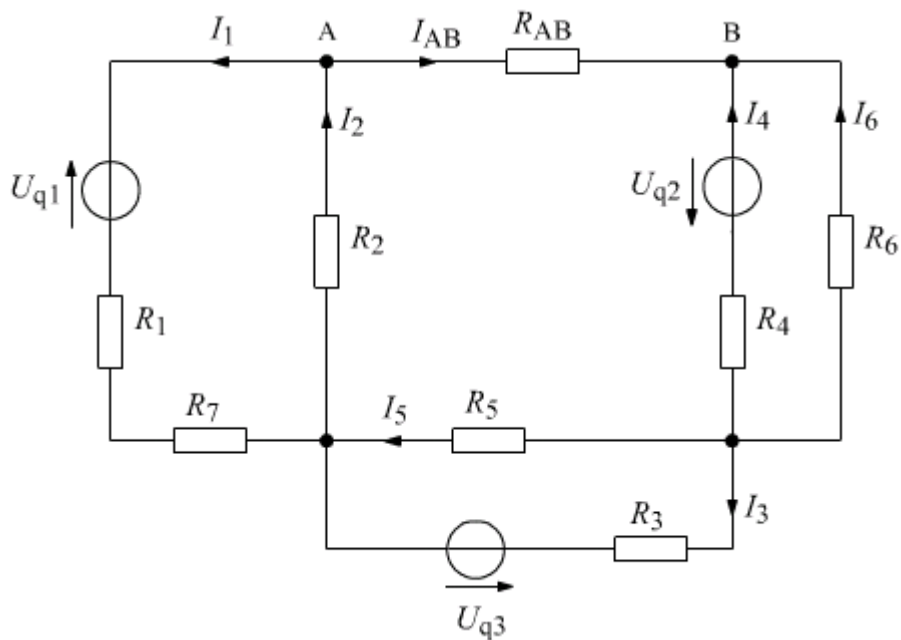 I1 A IAB RAB B
I2 I4 I6
Uq1 Uq2
R2 R6
R1 R4
R7 I5 R5
R3 I3
Uq3